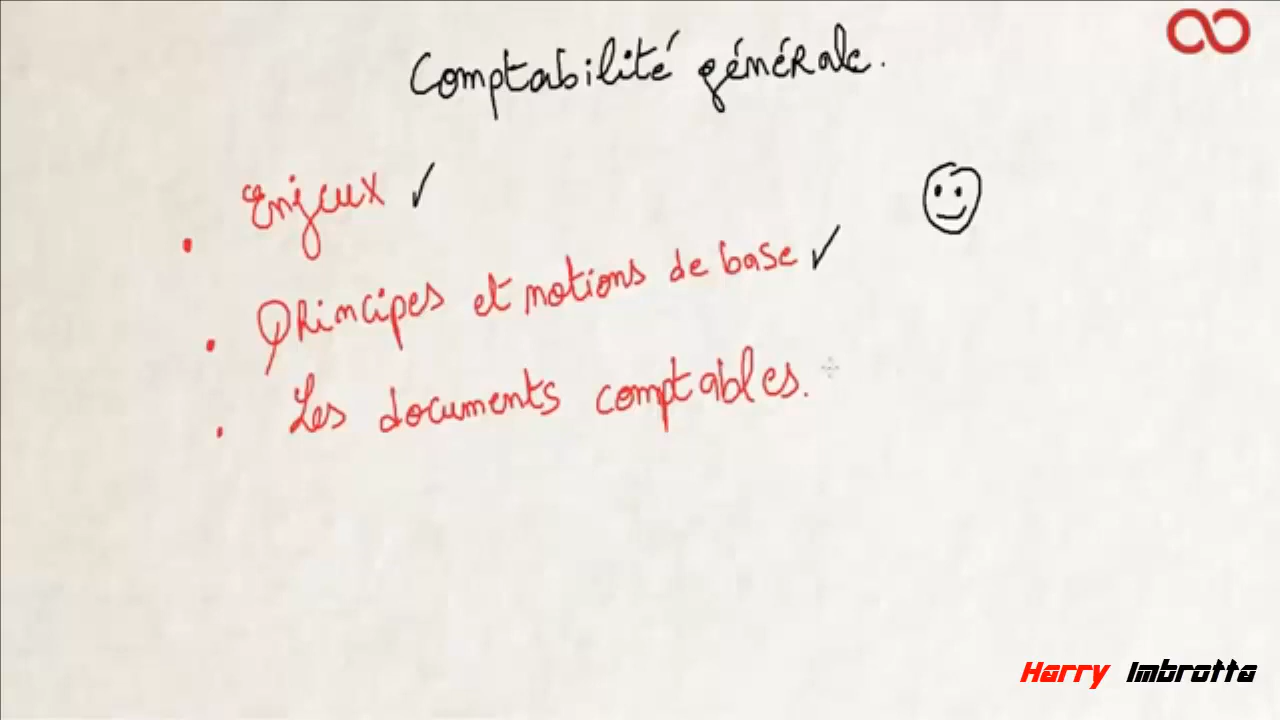 Comptabilité générale.
Enjeux ✓
Principes et notions de base ✓
Les documents comptables.
Harry Imbrotta